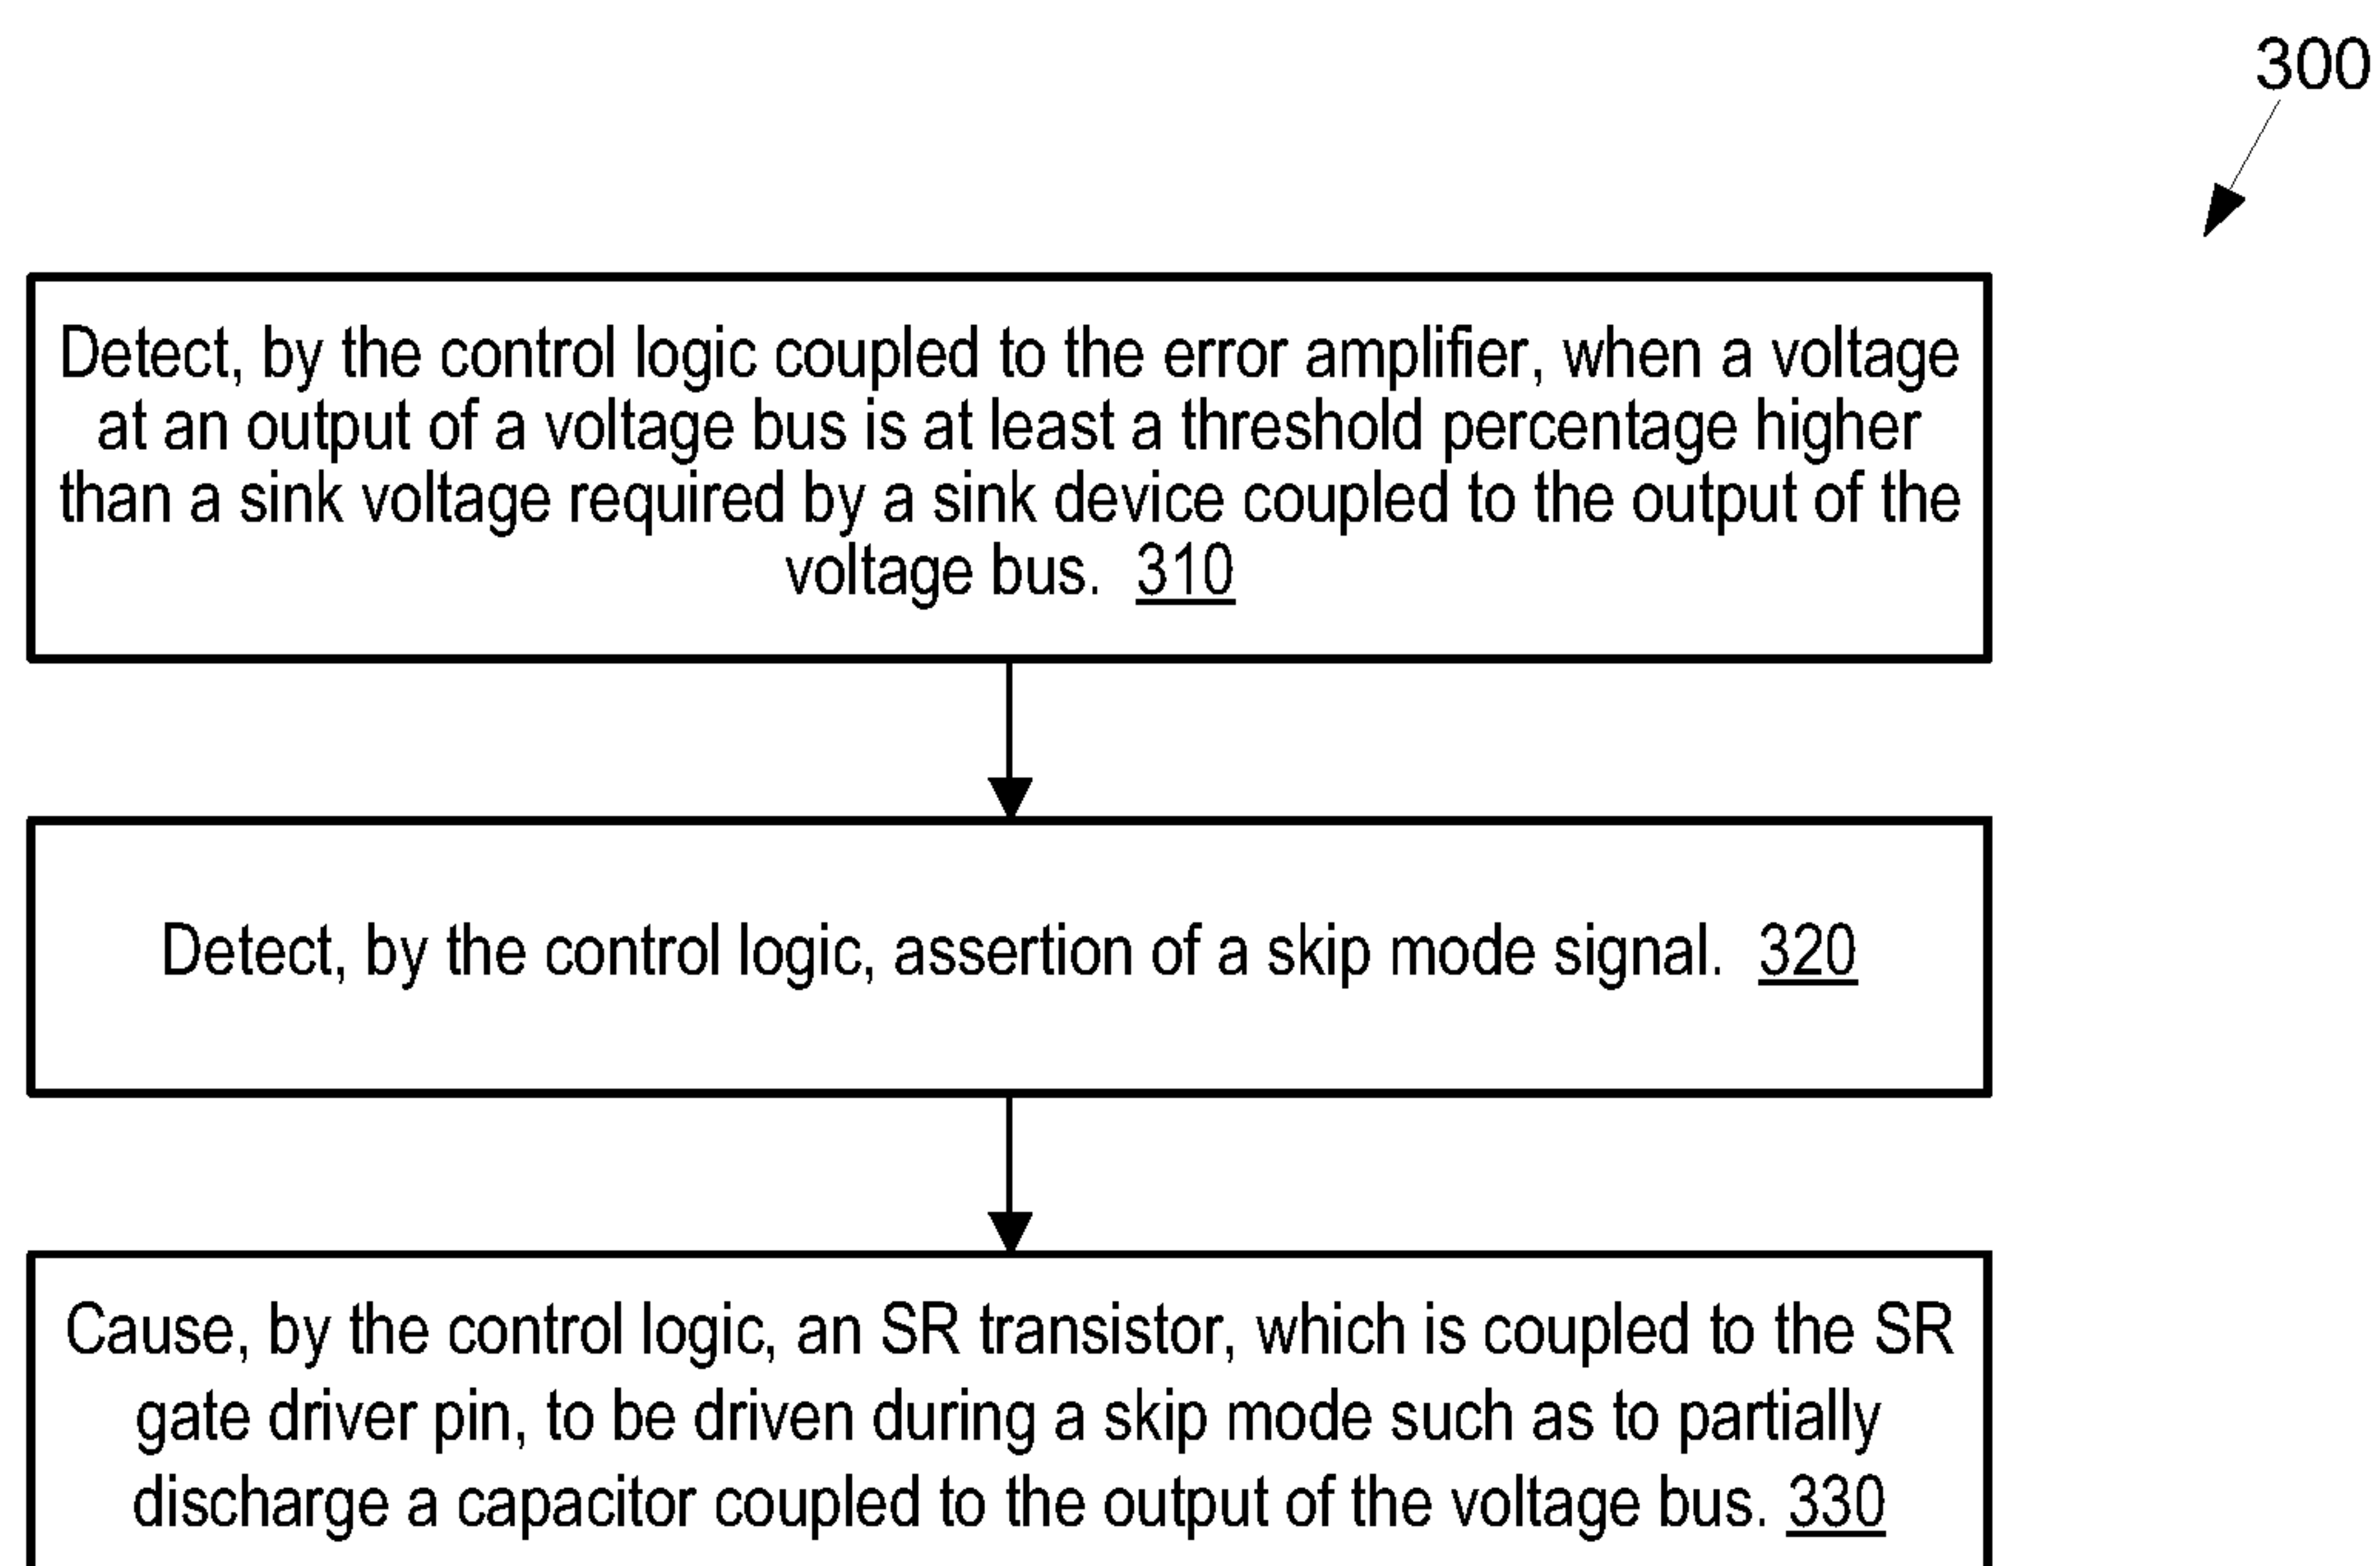 300
Detect, by the control logic coupled to the error amplifier, when a voltage
at an output of a voltage bus is at least a threshold percentage higher
than a sink voltage required by a sink device coupled to the output of the
voltage bus. 310
Detect, by the control logic, assertion of a skip mode signal. 320
Cause, by the control logic, an SR transistor, which is coupled to the SR
gate driver pin, to be driven during a skip mode such as to partially
discharge a capacitor coupled to the output of the voltage bus. 330